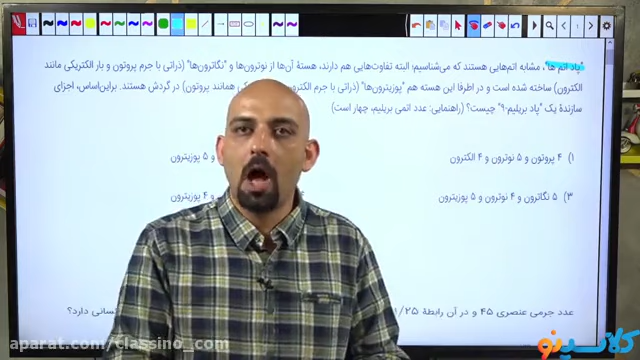 "پاد اتم ها"، مشابه اتم‌هایی هستند که می‌شناسیم؛ البته تفاوت‌هایی هم دارند، هستهٔ آن‌ها از نوترون‌ها و "نگاترون‌ها" (ذراتی با جرم پروتون و بار الکتریکی مانند
الکترون) ساخته شده است و در اطراف این هسته هم "پوزیترون‌ها" (ذراتی با جرم الکترون همانند پروتون) در گردش هستند. براین‌اساس، اجزای
سازندهٔ یک "پاد بریلیم-۹" چیست؟ (راهنمایی: عدد اتمی بریلیم، چهار است)
۱) ۴ پروتون و ۵ نوترون و ۴ الکترون
و ۵ پوزیترون
۳) ۵ نگاترون و ۴ نوترون و ۵ پوزیترون
و ۴ پوزیترون
عدد جرمی عنصری ۴۵ و در آن رابطهٔ ۱/۲۵
دارد؟
کلاسینو
aparat.com/classino_com